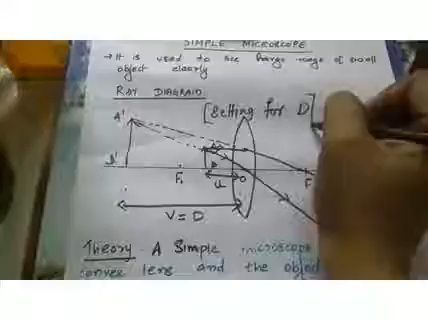 SIMPLE MICROSCOPE
→ It is used to see large image of small
object clearly
RAY DIAGRAM
[Setting for D]
A'
A
B'
F₁
B
O
F
u
V = D
Theory A Simple microscope
convex lens and the object